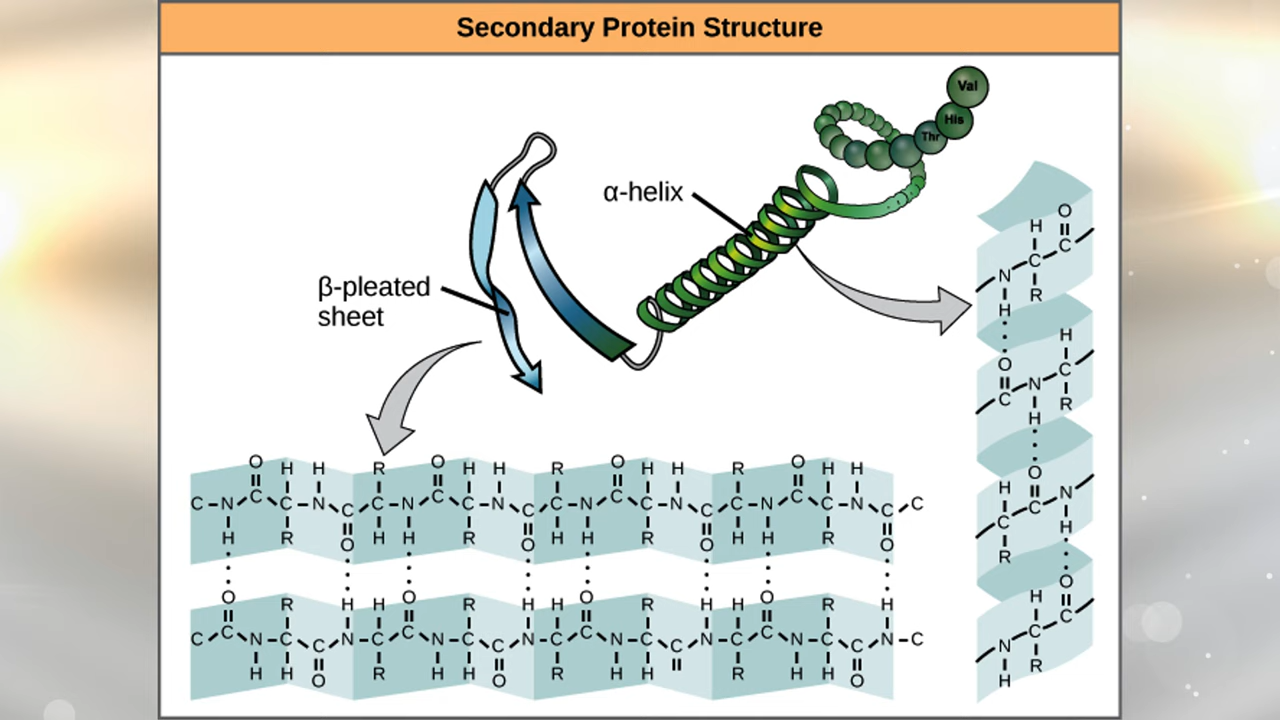 Secondary Protein Structure
Val
His
Thr
α-helix
β-pleated
sheet
O
H
C
C
N
R
H
O
H
C
N
C
R
H
O
H
C
N
C
R
H
O
H
C
C
N
R
H
O H H R O H H R O H H R O H H
C N C C N C C N C C N C C N C C N C C N C C N C C
H R O H H R O H H R O H H R O
O R H H O R H H O R H H O R H
C C N C C N C C N C C N C C N C C N C C N C C N C
H H O R H H O R H H R H H O